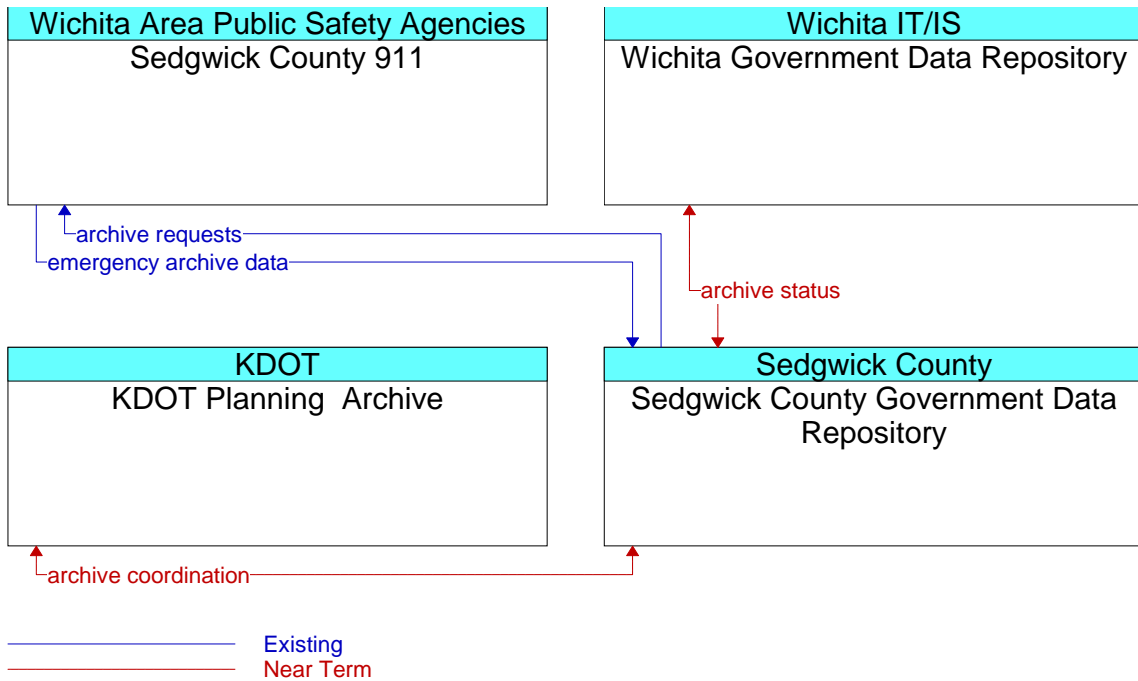 Wichita Area Public Safety Agencies
Sedgwick County 911
Wichita IT/IS
Wichita Government Data Repository
archive requests
emergency archive data
archive status
KDOT
KDOT Planning  Archive
Sedgwick County
Sedgwick County Government Data
Repository
archive coordination
Existing
Near Term